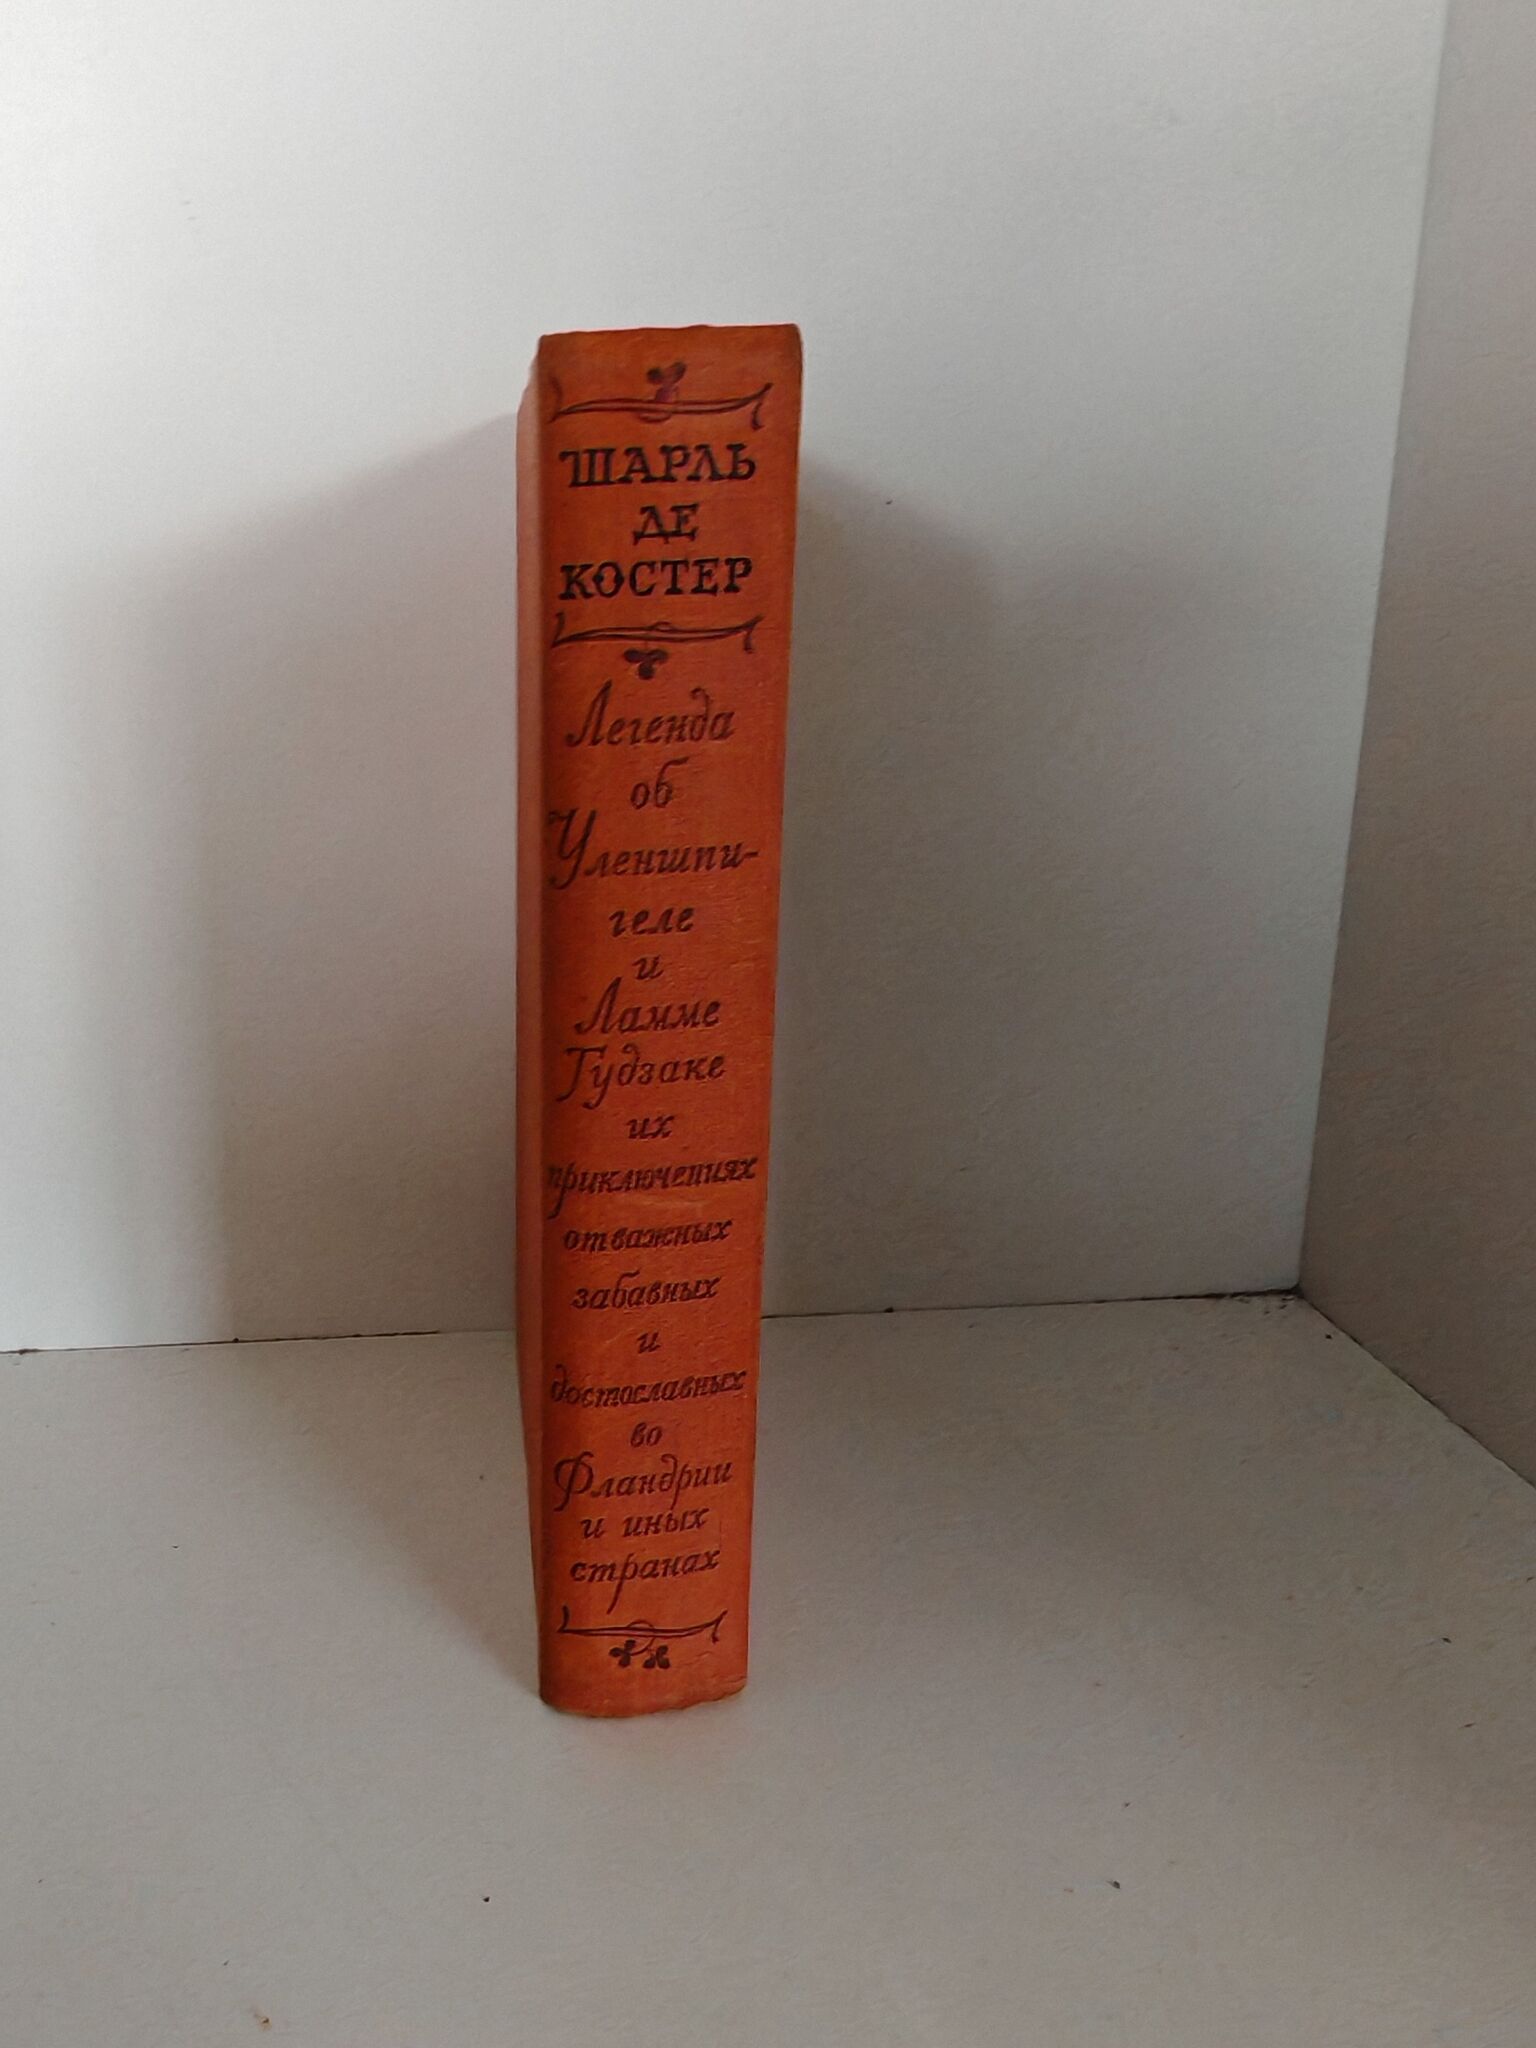 ШАРЛЬ
ДЕ
КОСТЕР
Легенда
об
Уленшпи-
геле
и
Ламме
Гудзаке
их
приключениях
отважных
забавных
и
достославных
во
Фландрии
и иных
странах